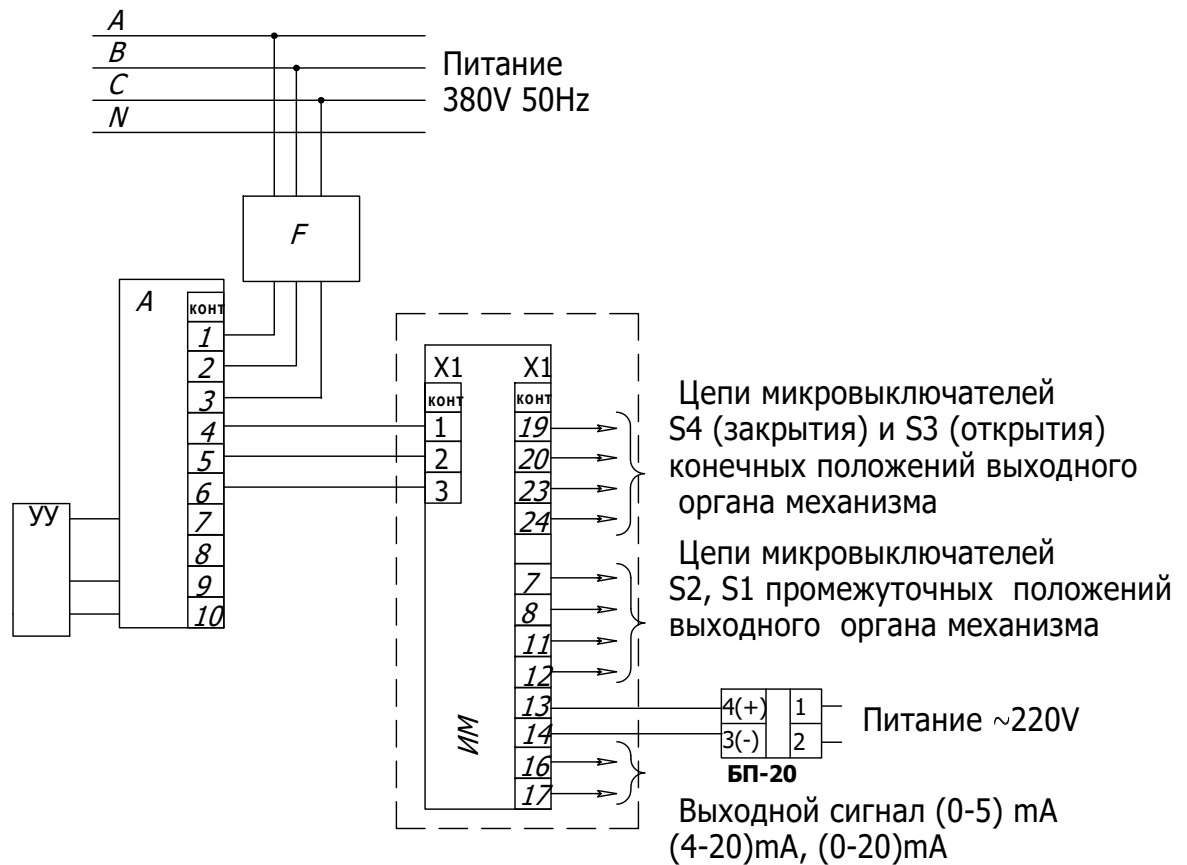 A
B
C
N
Питание
380V 50Hz
F
A
конт
1
2
3
4
5
6
7
8
9
10
УУ
X1
конт
1
2
3
X1
конт
19
20
23
24
7
8
11
12
13
14
16
17
ИМ
Цепи микровыключателей
S4 (закрытия) и S3 (открытия)
конечных положений выходного
органа механизма
Цепи микровыключателей
S2, S1 промежуточных положений
выходного органа механизма
4(+) 1
3(-) 2
БП-20
Питание ~220V
Выходной сигнал (0-5) mA
(4-20)mA, (0-20)mA